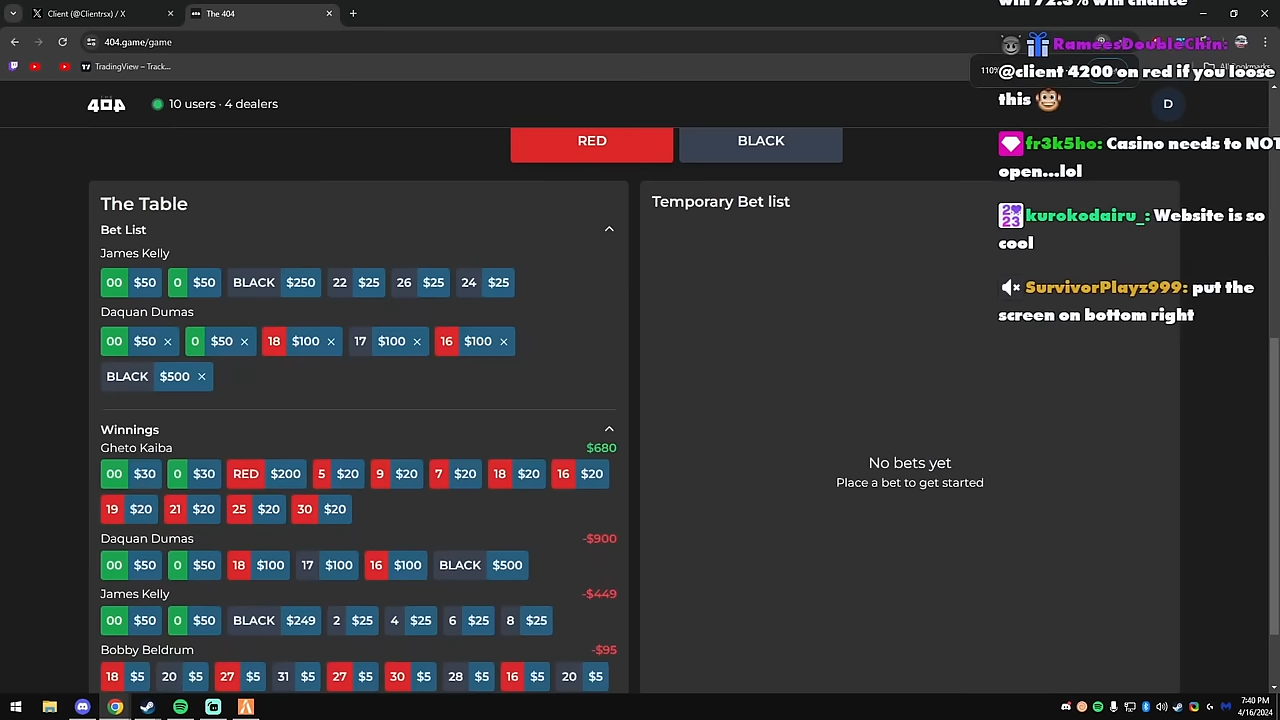 Client (@Clientrsx) / X
The 404
win 72.3% win chance
404.game/game
RameesDoubleChin:
TradingView – Track...
110%
@client 4200 on red if you loose
this
THE
404
10 users · 4 dealers
D
RED
BLACK
fr3k5ho: Casino needs to NOT
open...lol
The Table
Temporary Bet list
kurokodairu_: Website is so
cool
Bet List
James Kelly
00 $50 0 $50 BLACK $250 22 $25 26 $25 24 $25
SurvivorPlayz999: put the
screen on bottom right
Daquan Dumas
00 $50 × 0 $50 × 18 $100 × 17 $100 × 16 $100 ×
BLACK $500 ×
Winnings
Gheto Kaiba $680
00 $30 0 $30 RED $200 5 $20 9 $20 7 $20 18 $20 16 $20
19 $20 21 $20 25 $20 30 $20
No bets yet
Place a bet to get started
Daquan Dumas -$900
00 $50 0 $50 18 $100 17 $100 16 $100 BLACK $500
James Kelly -$449
00 $50 0 $50 BLACK $249 2 $25 4 $25 6 $25 8 $25
Bobby Beldrum -$95
18 $5 20 $5 27 $5 31 $5 27 $5 30 $5 28 $5 16 $5 20 $5
7:40 PM
4/16/2024